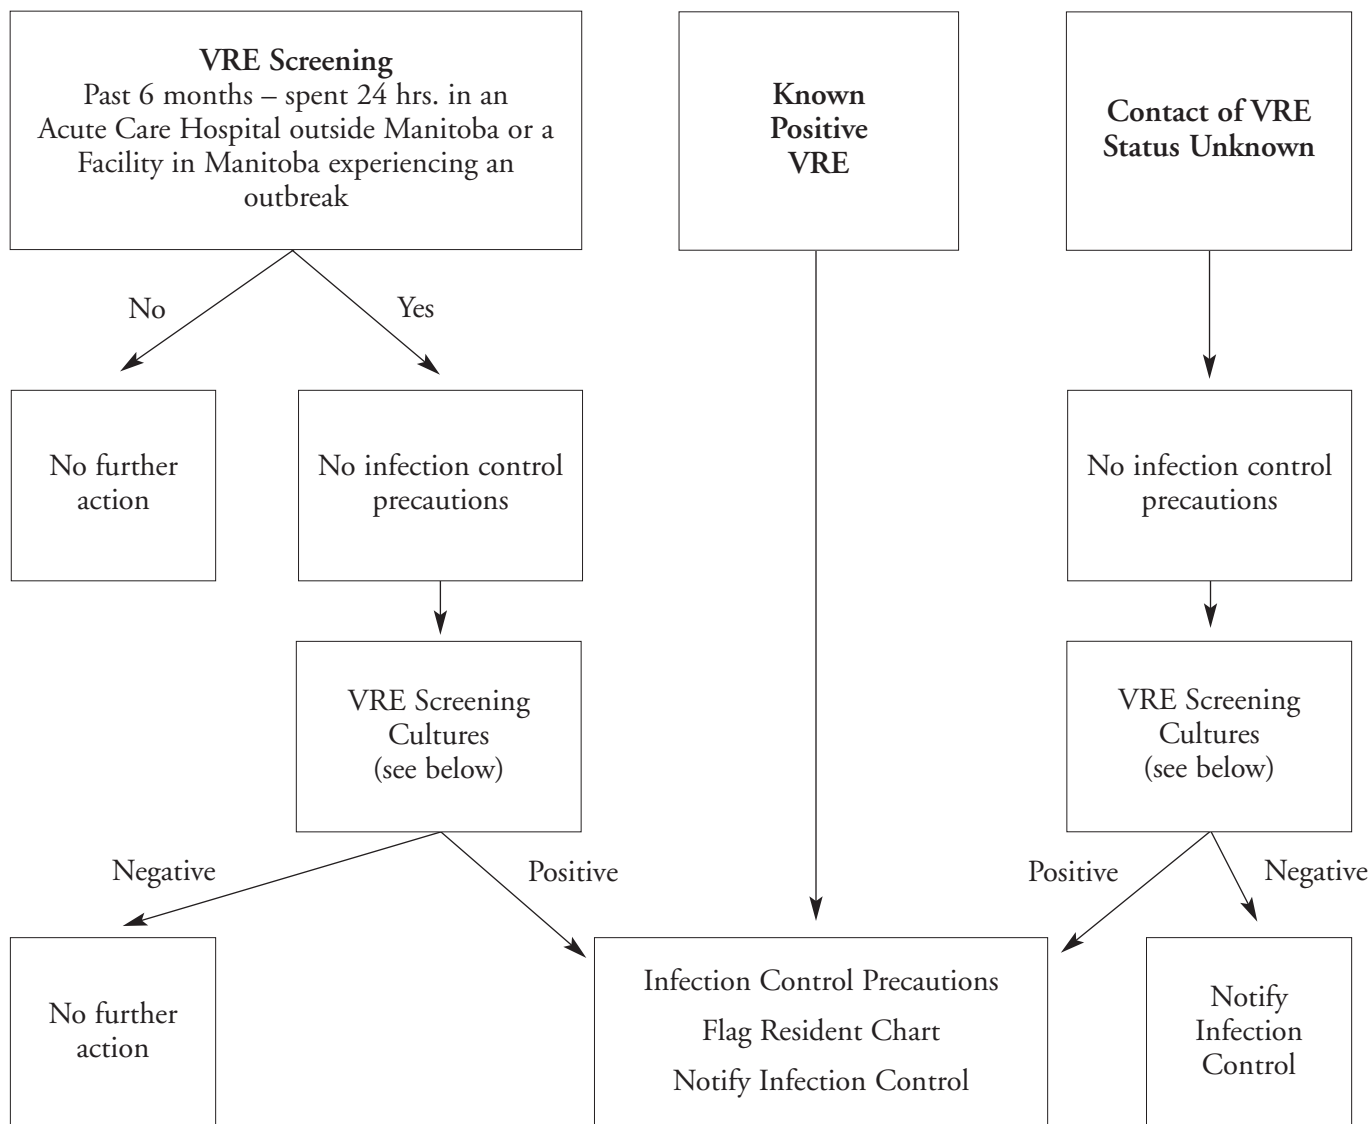 VRE Screening
Past 6 months – spent 24 hrs. in an
Acute Care Hospital outside Manitoba or a
Facility in Manitoba experiencing an
outbreak
Known
Positive
VRE
Contact of VRE
Status Unknown
No
Yes
No further
action
No infection control
precautions
No infection control
precautions
VRE Screening
Cultures
(see below)
VRE Screening
Cultures
(see below)
Negative
Positive
Positive
Negative
No further
action
Infection Control Precautions
Flag Resident Chart
Notify Infection Control
Notify
Infection
Control